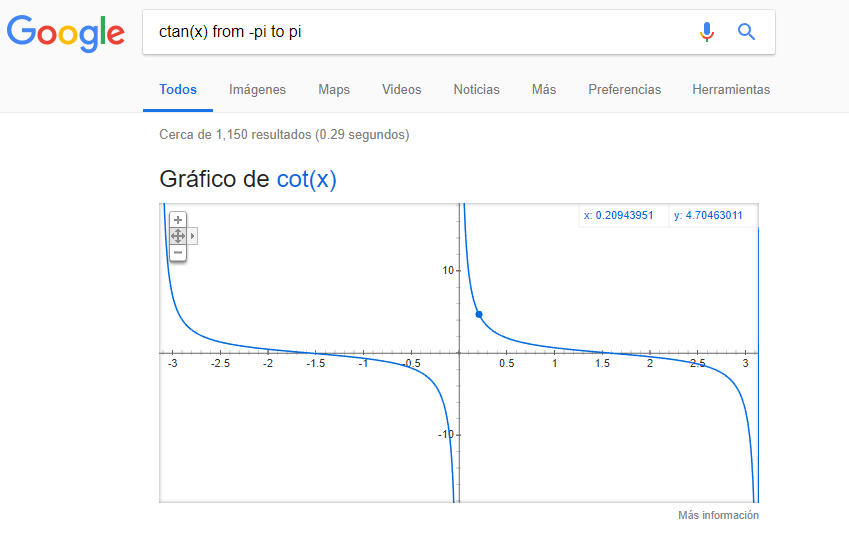 Google
ctan(x) from -pi to pi
Todos Imágenes Maps Videos Noticias Más Preferencias Herramientas
Cerca de 1,150 resultados (0.29 segundos)
Gráfico de cot(x)
x: 0.20943951 y: 4.70463011
+
−
10
-3 -2.5 -2 -1.5 -1 -0.5 0.5 1 1.5 2 2.5 3
-10
Más información